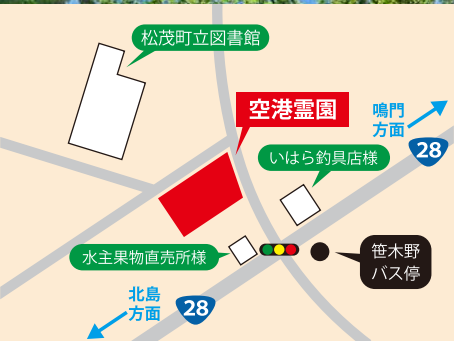 松茂町立図書館
空港霊園
鳴門
方面
28
いはら釣具店様
水主果物直売所様
笹木野
バス停
北島
方面
28